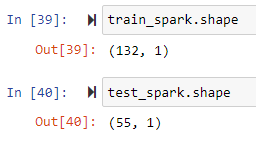 In [39]: train_spark.shape
Out[39]: (132, 1)
In [40]: test_spark.shape
Out[40]: (55, 1)